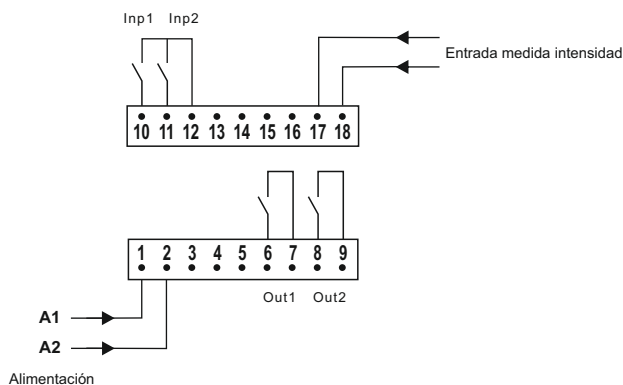 Inp1 Inp2
Entrada medida intensidad
10 11 12 13 14 15 16 17 18
1 2 3 4 5 6 7 8 9
Out1 Out2
A1
A2
Alimentación